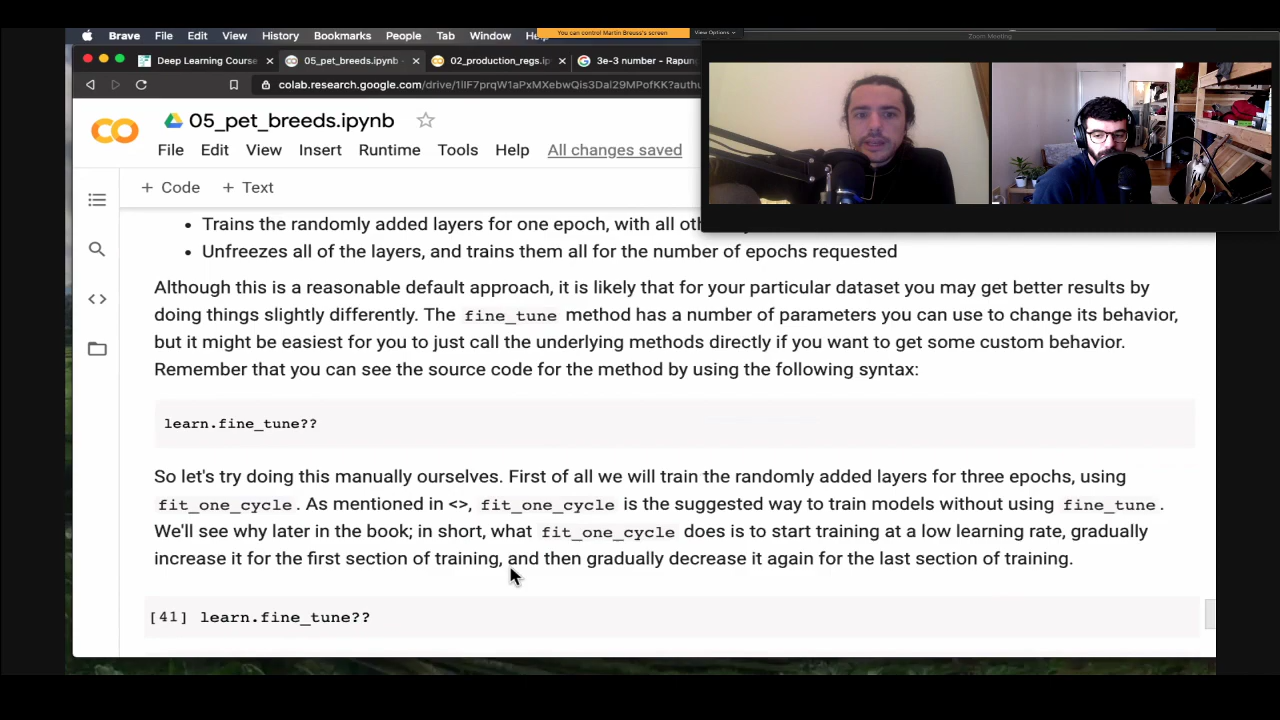 Brave File Edit View History Bookmarks People Tab Window
You can control Martin Breuss's screen
View Options
Zoom Meeting
Deep Learning Course
05_pet_breeds.ipynb
02_production_regs.ip
3e-3 number - Rapun
colab.research.google.com/drive/
05_pet_breeds.ipynb
File Edit View Insert Runtime Tools Help All changes saved
+ Code + Text
• Trains the randomly added layers for one epoch, with all
• Unfreezes all of the layers, and trains them all for the number of epochs requested
Although this is a reasonable default approach, it is likely that for your particular dataset you may get better results by
doing things slightly differently. The fine_tune method has a number of parameters you can use to change its behavior,
but it might be easiest for you to just call the underlying methods directly if you want to get some custom behavior.
Remember that you can see the source code for the method by using the following syntax:
learn.fine_tune??
So let's try doing this manually ourselves. First of all we will train the randomly added layers for three epochs, using
fit_one_cycle. As mentioned in <>, fit_one_cycle is the suggested way to train models without using fine_tune.
We'll see why later in the book; in short, what fit_one_cycle does is to start training at a low learning rate, gradually
increase it for the first section of training, and then gradually decrease it again for the last section of training.
[41] learn.fine_tune??